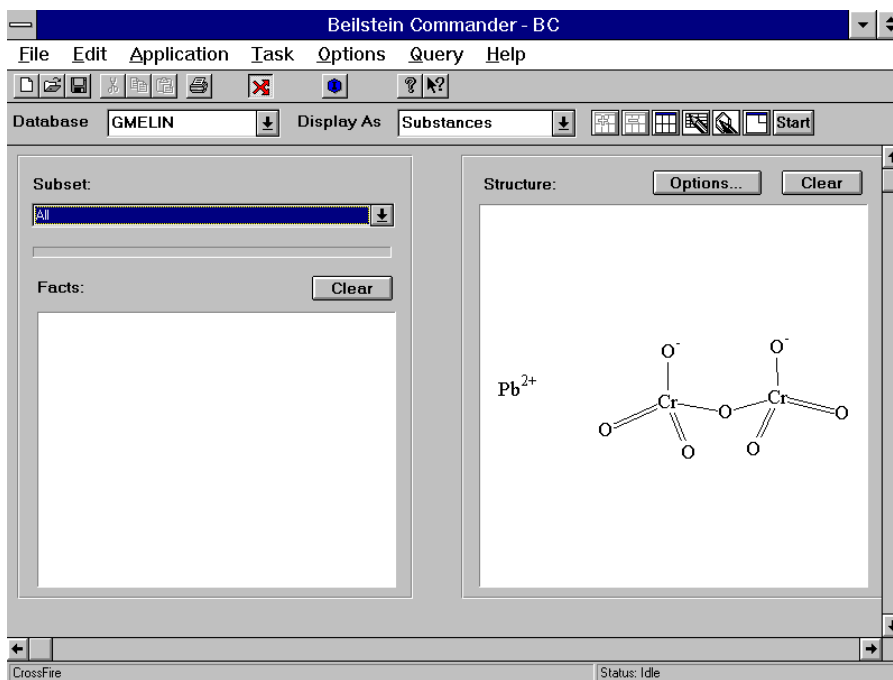 Beilstein Commander - BC
File Edit Application Task Options Query Help
Database GMELIN Display As Substances Start
Subset:
All
Facts: Clear
Structure: Options... Clear
O- O-
Pb2+
Cr O Cr O
O O O
CrossFire Status: Idle